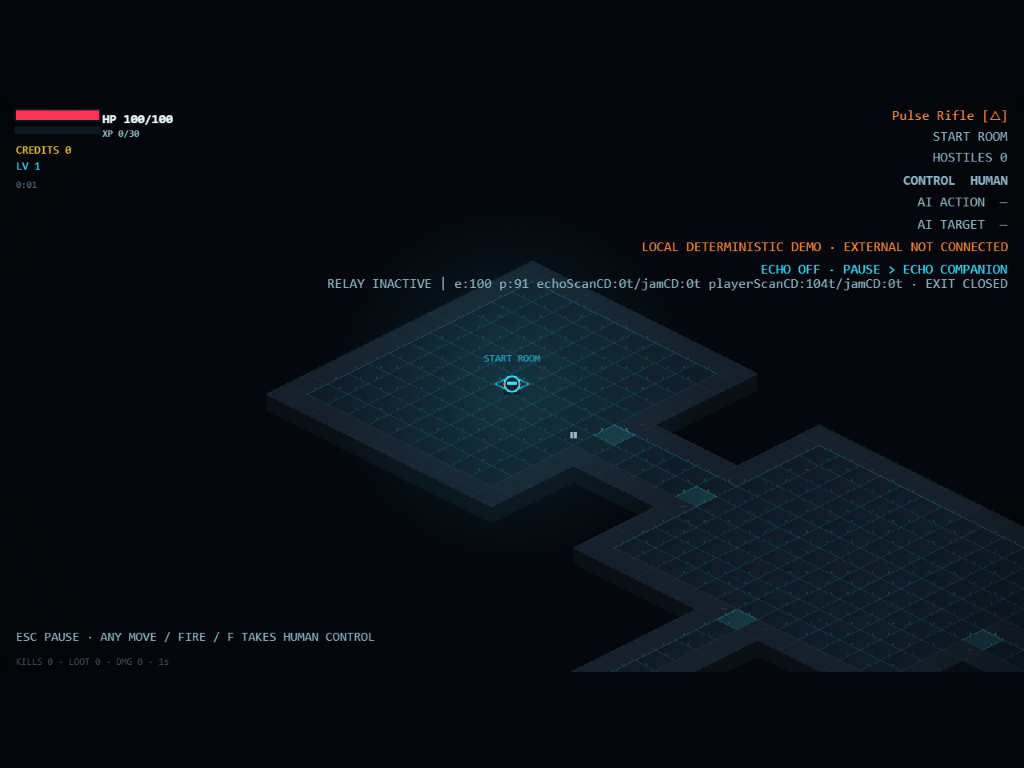 HP 100/100
XP 0/30
CREDITS 0
LV 1
0:01
Pulse Rifle [△]
START ROOM
HOSTILES 0
CONTROL HUMAN
AI ACTION —
AI TARGET —
LOCAL DETERMINISTIC DEMO · EXTERNAL NOT CONNECTED
ECHO OFF · PAUSE > ECHO COMPANION
RELAY INACTIVE | e:100 p:91 echoScanCD:0t/jamCD:0t playerScanCD:104t/jamCD:0t · EXIT CLOSED
START ROOM
ESC PAUSE · ANY MOVE / FIRE / F TAKES HUMAN CONTROL
KILLS 0 · LOOT 0 · DMG 0 · 1s